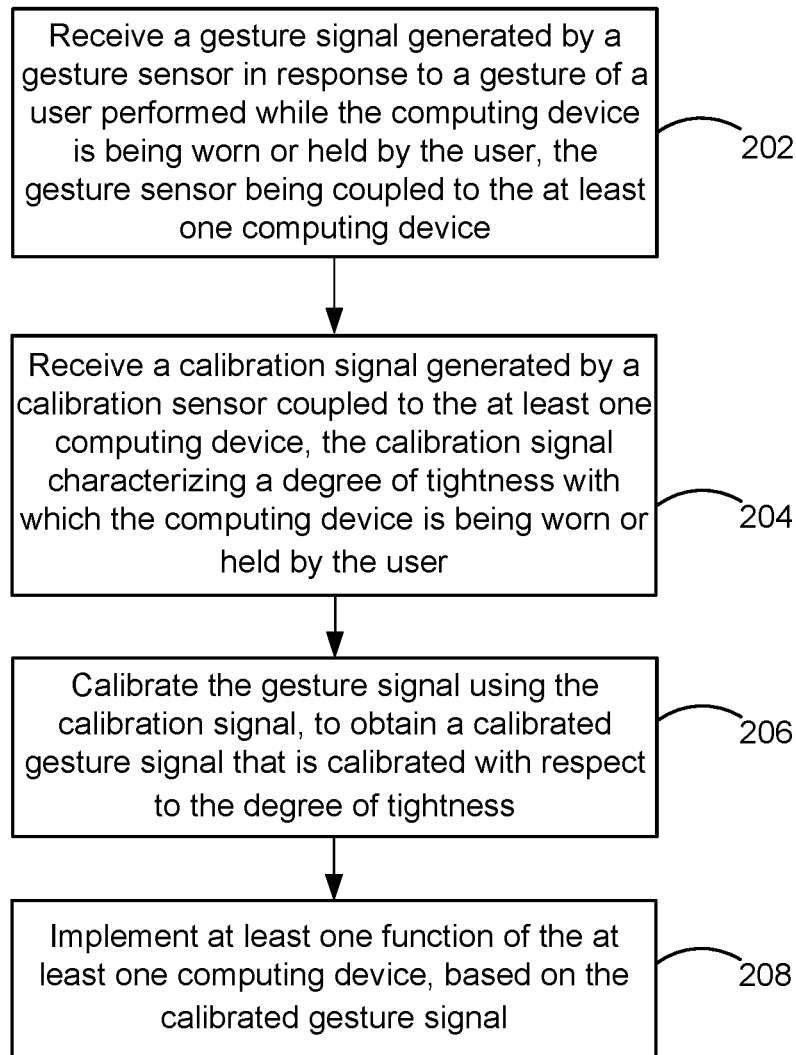 Receive a gesture signal generated by a
gesture sensor in response to a gesture of a
user performed while the computing device
is being worn or held by the user, the
gesture sensor being coupled to the at least
one computing device
202
Receive a calibration signal generated by a
calibration sensor coupled to the at least one
computing device, the calibration signal
characterizing a degree of tightness with
which the computing device is being worn or
held by the user
204
Calibrate the gesture signal using the
calibration signal, to obtain a calibrated
gesture signal that is calibrated with respect
to the degree of tightness
206
Implement at least one function of the at
least one computing device, based on the
calibrated gesture signal
208